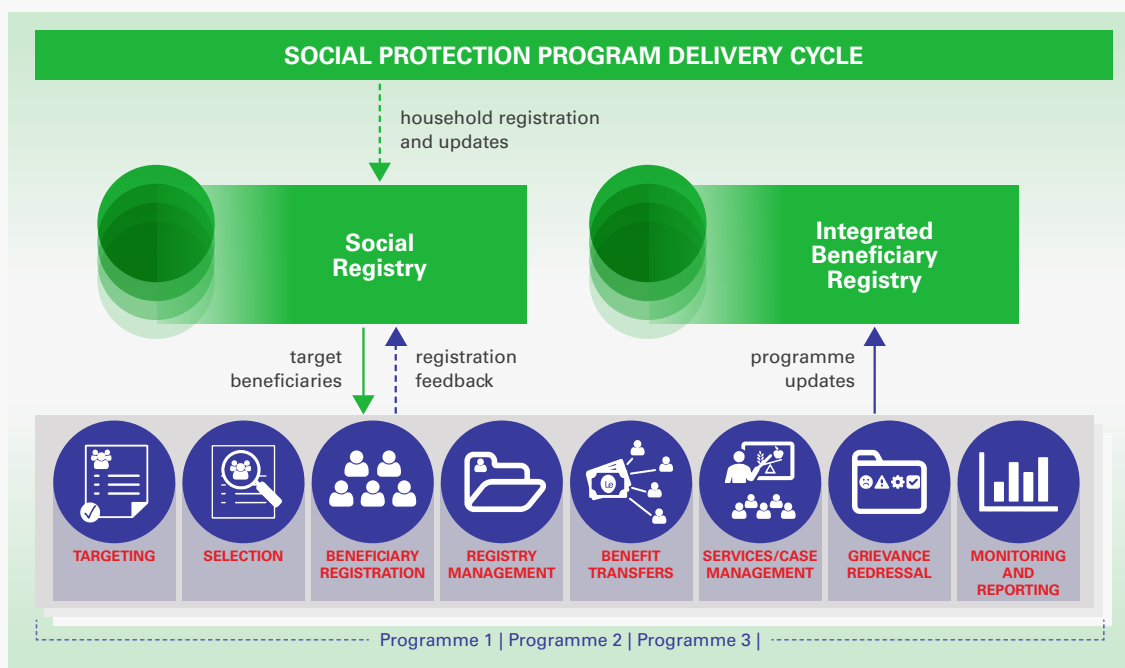 SOCIAL PROTECTION PROGRAM DELIVERY CYCLE
household registration
and updates
Social
Registry
Integrated
Beneficiary
Registry
target
beneficiaries
registration
feedback
programme
updates
Le
TARGETING
SELECTION
BENEFICIARY
REGISTRATION
REGISTRY
MANAGEMENT
BENEFIT
TRANSFERS
SERVICES/CASE
MANAGEMENT
GRIEVANCE
REDRESSAL
MONITORING
AND
REPORTING
Programme 1 | Programme 2 | Programme 3 |